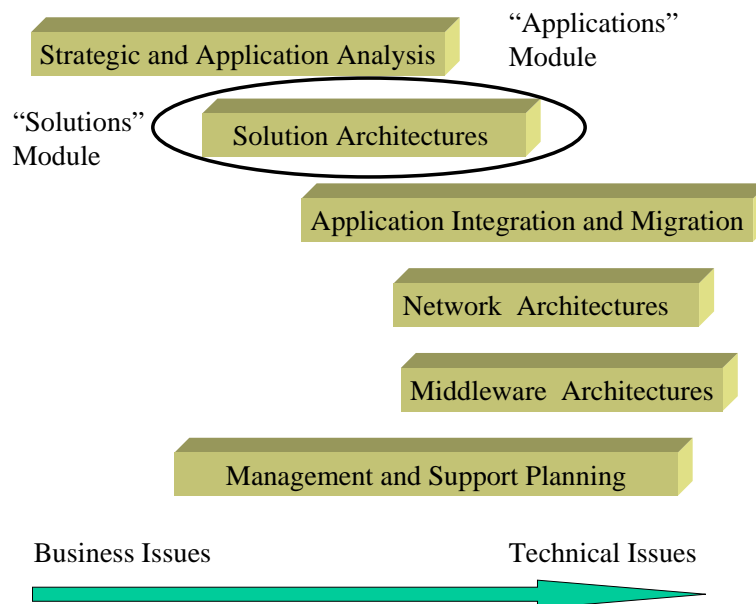 “Applications”
Module
Strategic and Application Analysis
“Solutions”
Module
Solution Architectures
Application Integration and Migration
Network Architectures
Middleware Architectures
Management and Support Planning
Business Issues
Technical Issues